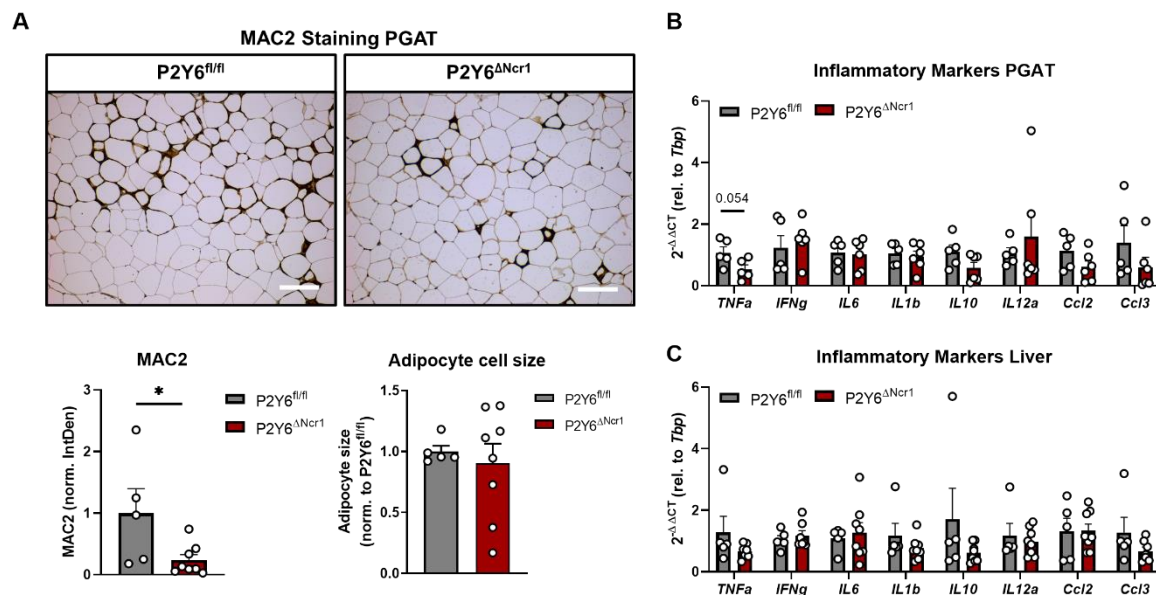 A
MAC2 Staining PGAT
P2Y6fl/fl
P2Y6ΔNcr1
MAC2
MAC2 (norm. IntDen)
3
2
1
0
*
P2Y6fl/fl
P2Y6ΔNcr1
Adipocyte cell size
Adipocyte size
(norm. to P2Y6fl/fl)
1.5
1.0
0.5
0.0
P2Y6fl/fl
P2Y6ΔNcr1
B
Inflammatory Markers PGAT
P2Y6fl/fl
P2Y6ΔNcr1
2-ΔΔCT (rel. to Tbp)
6
4
2
0
0.054
TNFa IFNg IL6 IL1b IL10 IL12a Ccl2 Ccl3
C
Inflammatory Markers Liver
P2Y6fl/fl
P2Y6ΔNcr1
2-ΔΔCT (rel. to Tbp)
6
4
2
0
TNFa IFNg IL6 IL1b IL10 IL12a Ccl2 Ccl3